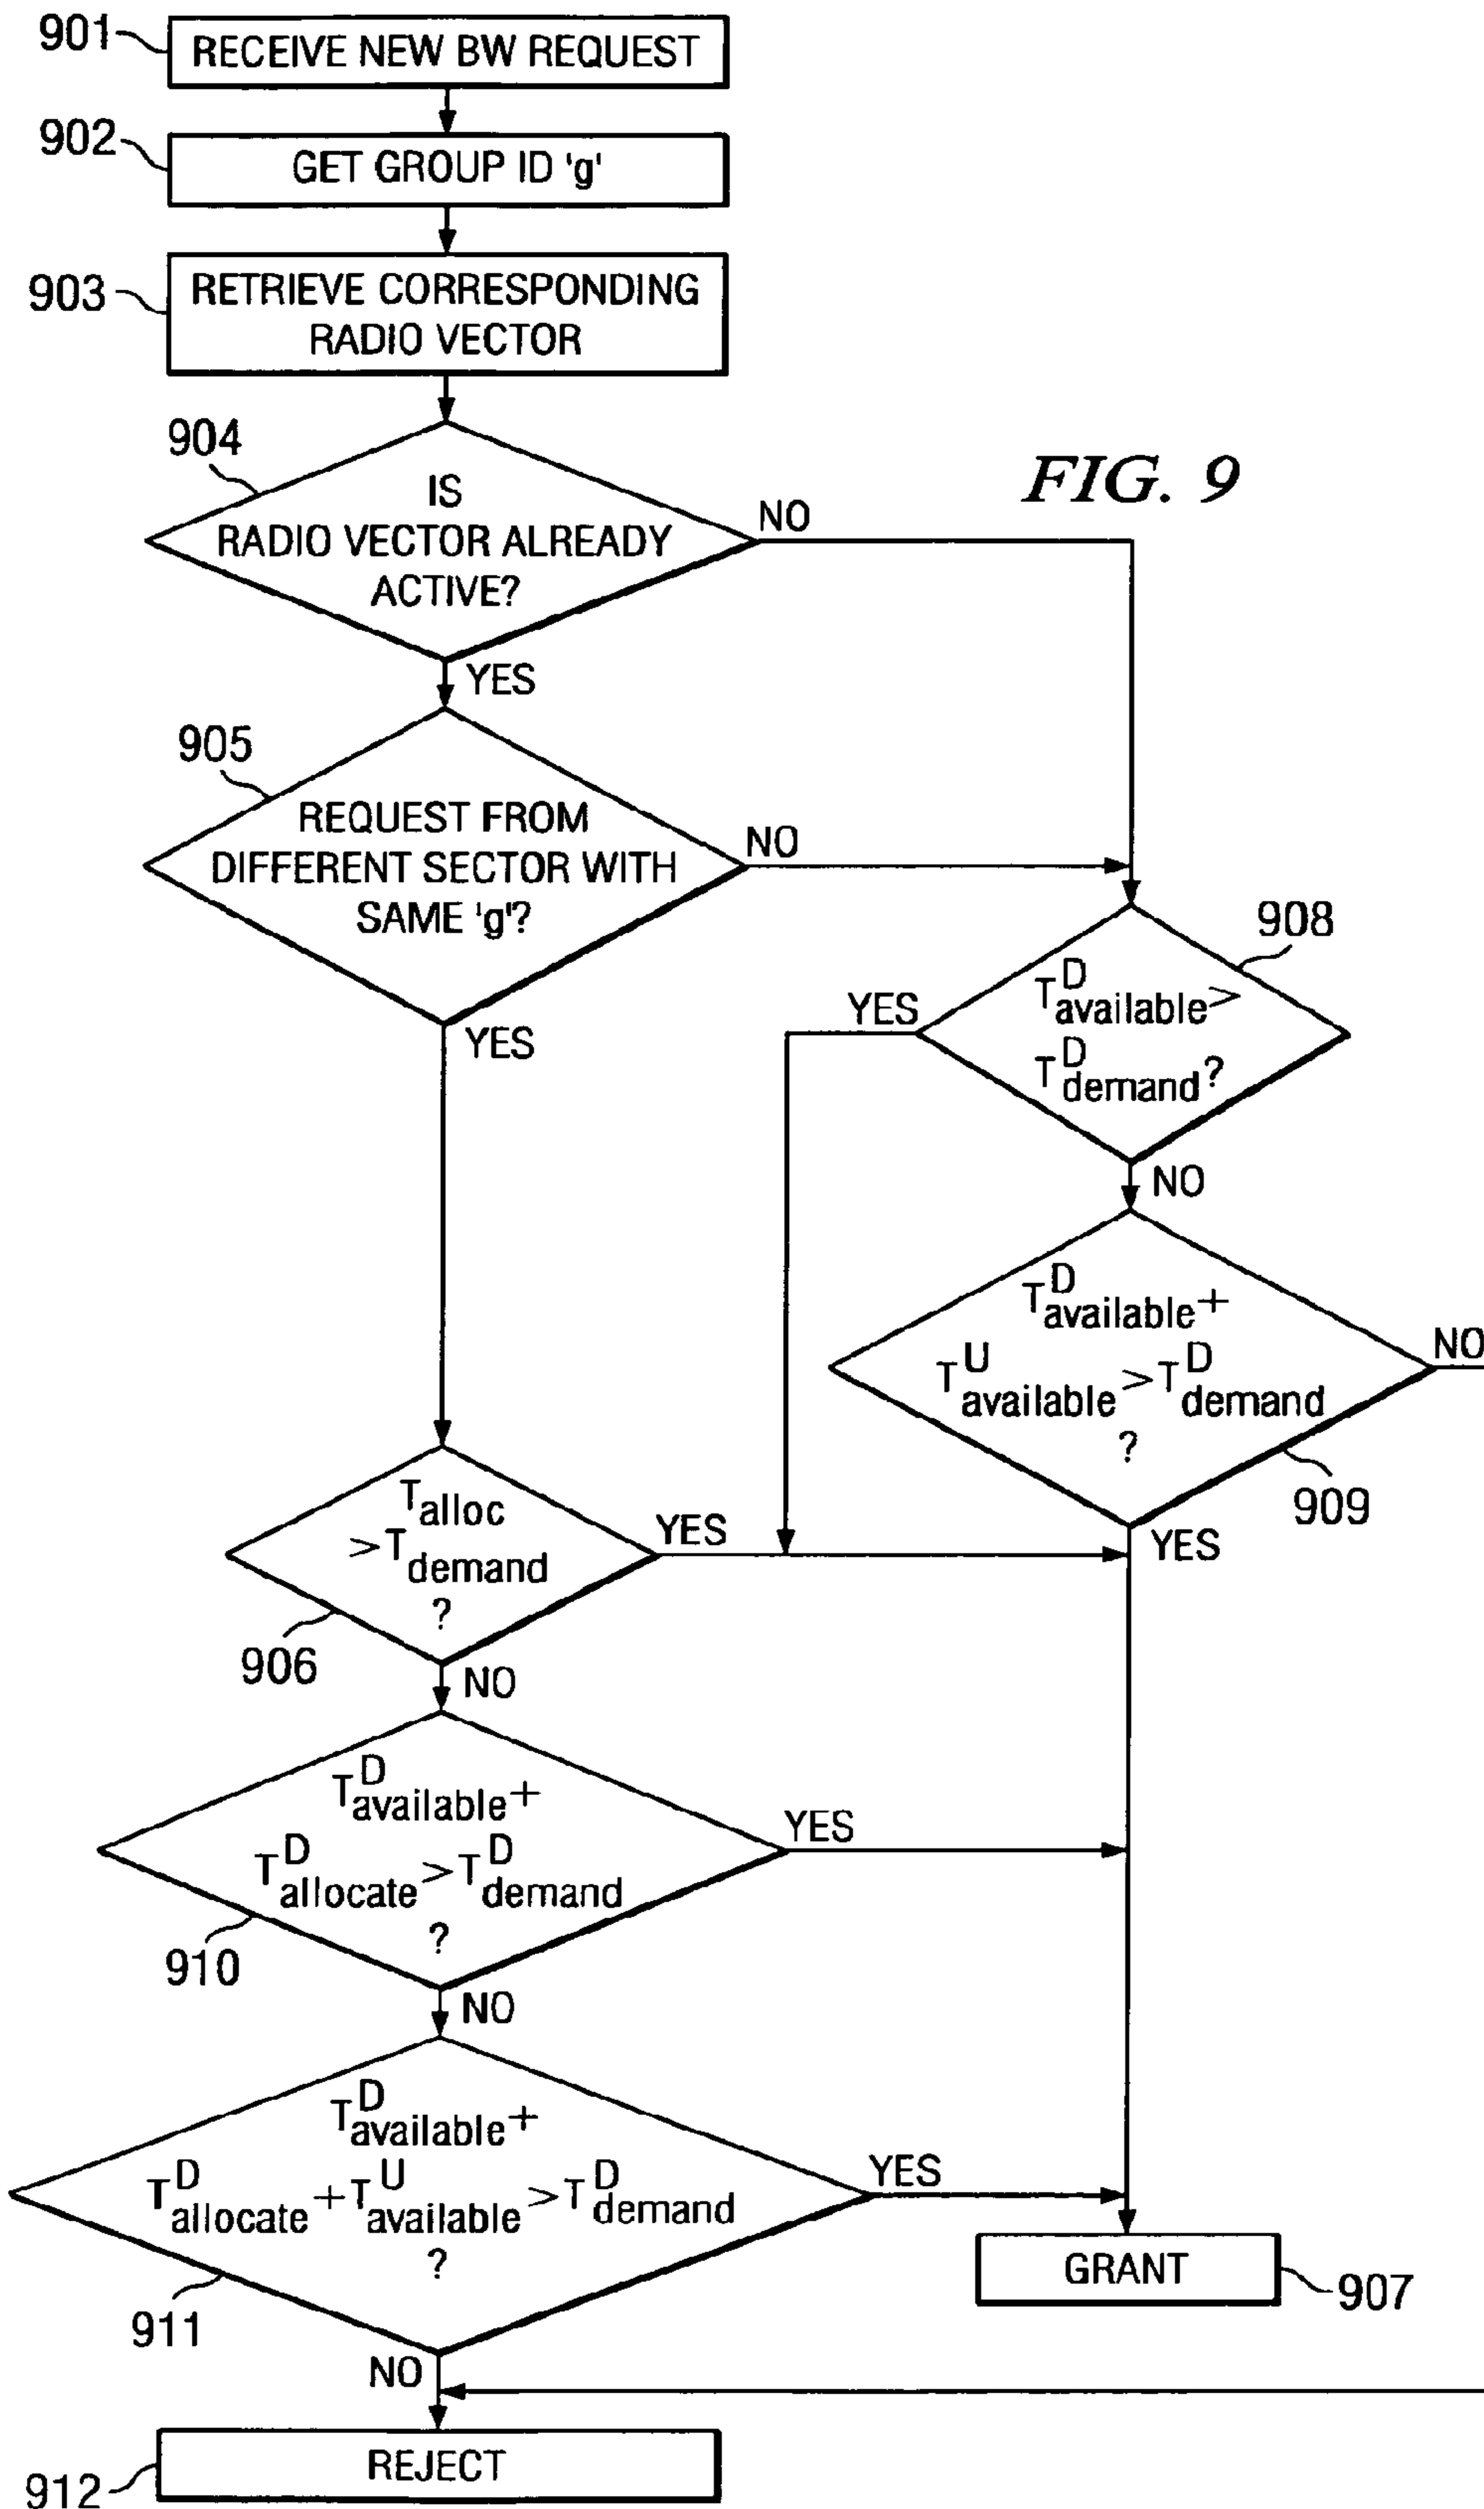 901
RECEIVE NEW BW REQUEST
902
GET GROUP ID 'g'
903
RETRIEVE CORRESPONDING
RADIO VECTOR
904
IS
RADIO VECTOR ALREADY
ACTIVE?
NO
FIG. 9
YES
905
REQUEST FROM
DIFFERENT SECTOR WITH
SAME 'g'?
NO
YES
908
T^D_available >
T^D_demand ?
YES
NO
T^D_available +
T^U_available > T^D_demand
?
NO
909
YES
T_alloc
> T_demand
?
YES
906
NO
T^D_available +
T^D_allocate > T^D_demand
?
YES
910
NO
T^D_available +
T^D_allocate + T^U_available > T^D_demand
?
YES
911
NO
GRANT
907
REJECT
912